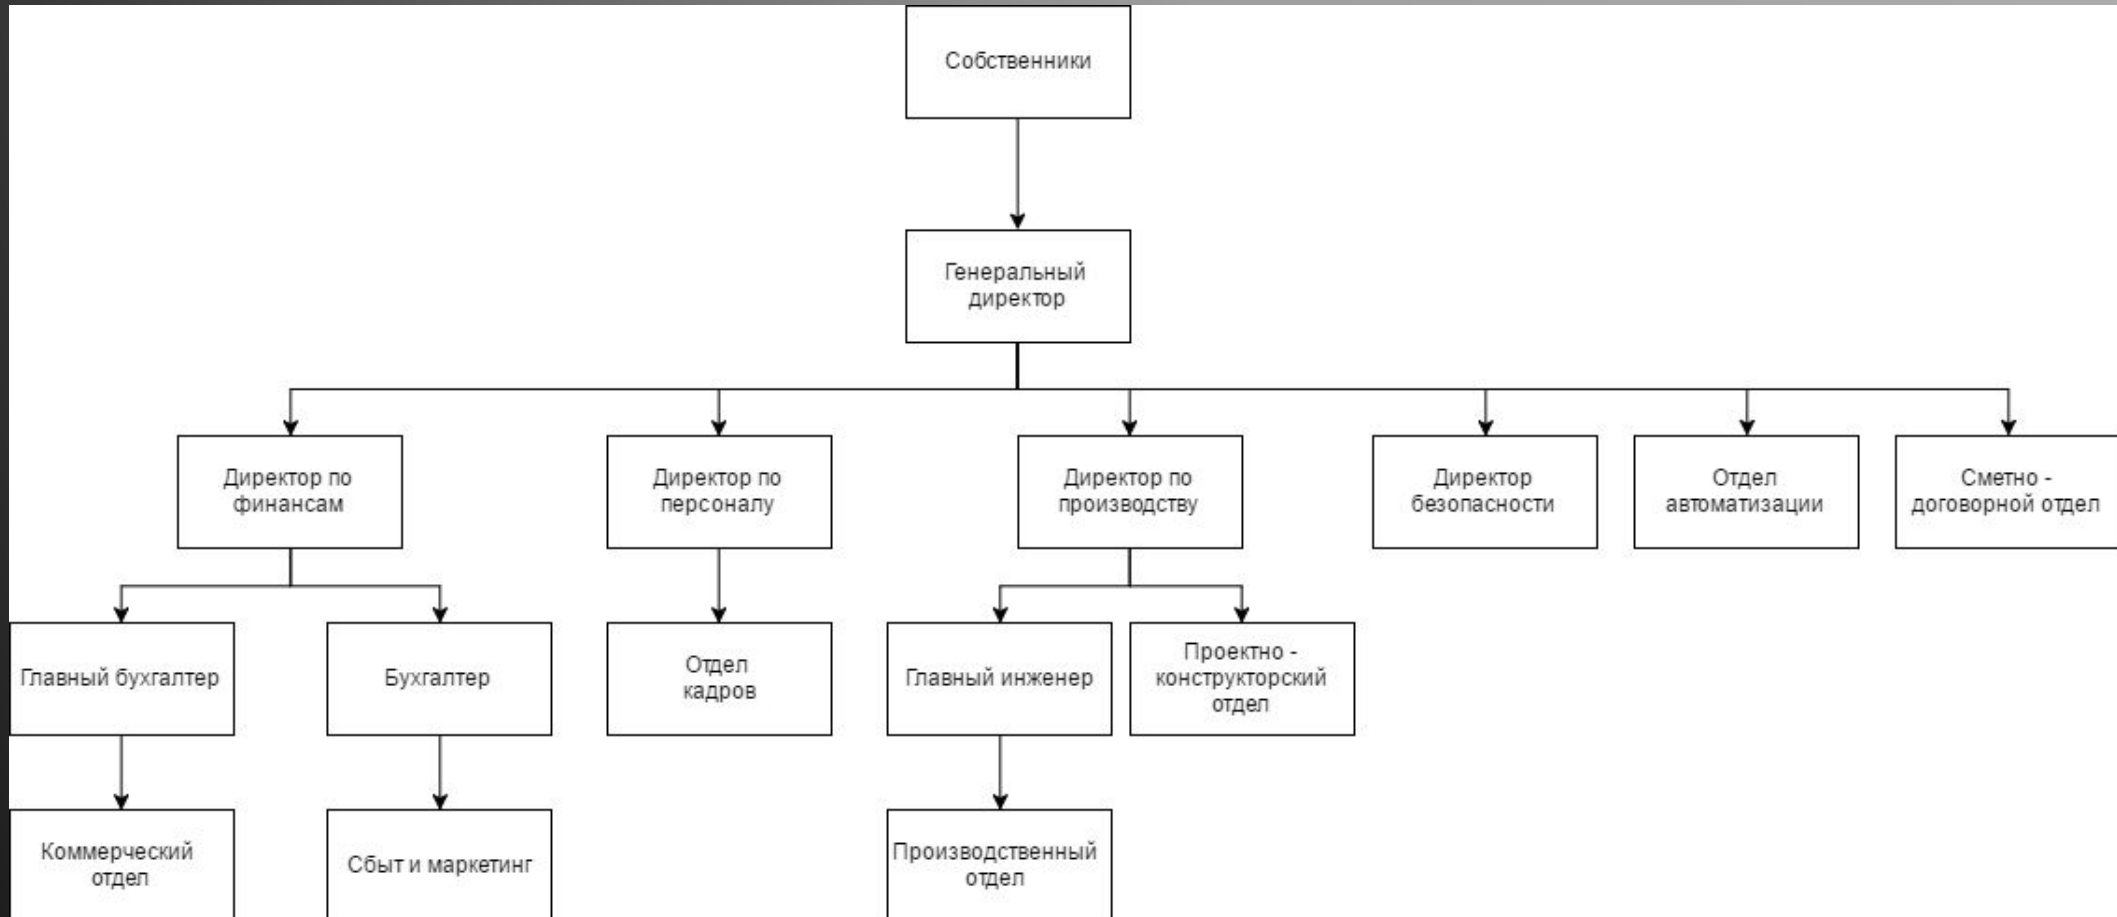 Собственники
Генеральный
директор
Директор по
финансам
Директор по
персоналу
Директор по
производству
Директор
безопасности
Отдел
автоматизации
Сметно -
договорной отдел
Главный бухгалтер
Бухгалтер
Отдел
кадров
Главный инженер
Проектно -
конструкторский
отдел
Коммерческий
отдел
Сбыт и маркетинг
Производственный
отдел